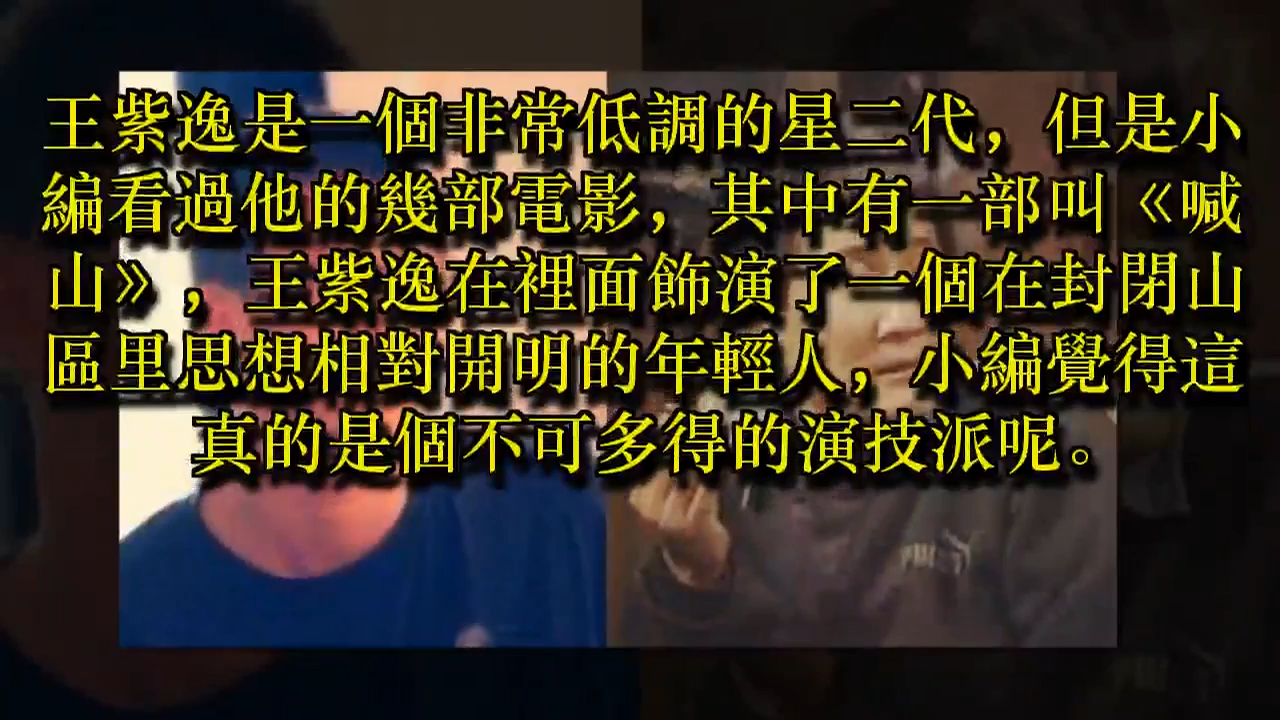 王紫逸是一個非常低調的星二代，但是小
編看過他的幾部電影，其中有一部叫《喊
山》，王紫逸在裡面飾演了一個在封閉山
區里思想相對開明的年輕人，小編覺得這
真的是個不可多得的演技派呢。
PUMA